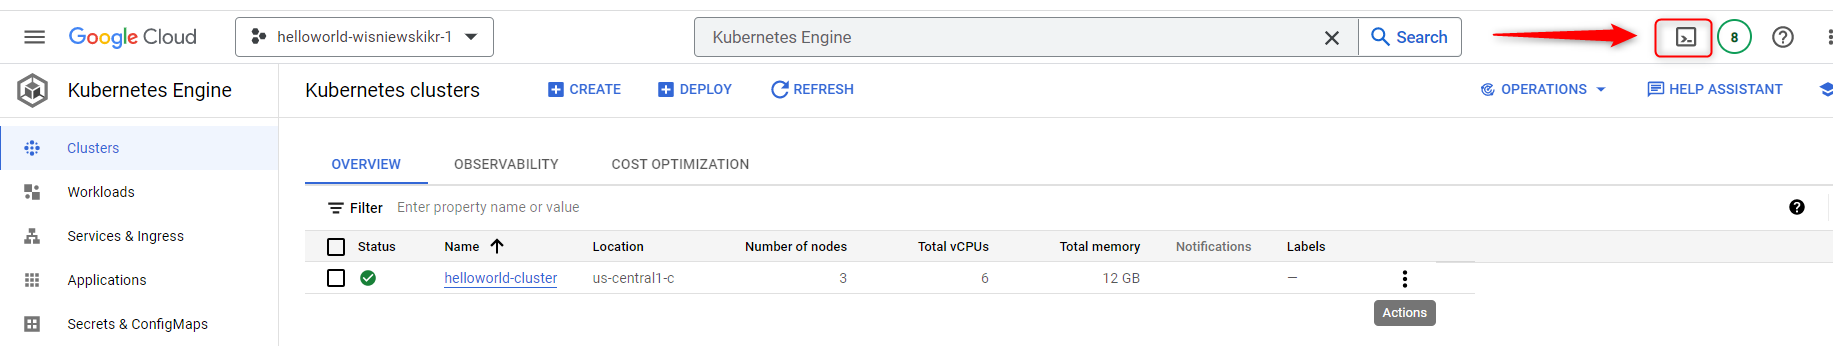 Google Cloud helloworld-wisniewskikr-1 Kubernetes Engine Search 8
Kubernetes Engine Kubernetes clusters CREATE DEPLOY REFRESH OPERATIONS HELP ASSISTANT
Clusters
Workloads
Services & Ingress
Applications
Secrets & ConfigMaps
OVERVIEW OBSERVABILITY COST OPTIMIZATION
Filter Enter property name or value
Status Name Location Number of nodes Total vCPUs Total memory Notifications Labels
helloworld-cluster us-central1-c 3 6 12 GB –
Actions